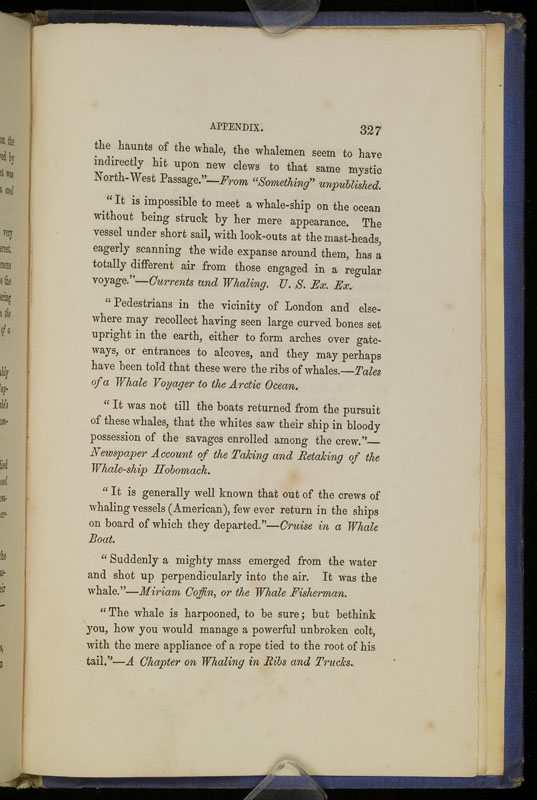 APPENDIX. 327
the haunts of the whale, the whalemen seem to have
indirectly hit upon new clews to that same mystic
North-West Passage."—From "Something" unpublished.
"It is impossible to meet a whale-ship on the ocean
without being struck by her mere appearance. The
vessel under short sail, with look-outs at the mast-heads,
eagerly scanning the wide expanse around them, has a
totally different air from those engaged in a regular
voyage."—Currents and Whaling. U. S. Ex. Ex.
"Pedestrians in the vicinity of London and else-
where may recollect having seen large curved bones set
upright in the earth, either to form arches over gate-
ways, or entrances to alcoves, and they may perhaps
have been told that these were the ribs of whales.—Tales
of a Whale Voyager to the Arctic Ocean.
"It was not till the boats returned from the pursuit
of these whales, that the whites saw their ship in bloody
possession of the savages enrolled among the crew."—
Newspaper Account of the Taking and Retaking of the
Whale-ship Hobomack.
"It is generally well known that out of the crews of
whaling vessels (American), few ever return in the ships
on board of which they departed."—Cruise in a Whale
Boat.
"Suddenly a mighty mass emerged from the water
and shot up perpendicularly into the air. It was the
whale."—Miriam Coffin, or the Whale Fisherman.
"The whale is harpooned, to be sure; but bethink
you, how you would manage a powerful unbroken colt,
with the mere appliance of a rope tied to the root of his
tail."—A Chapter on Whaling in Ribs and Trucks.